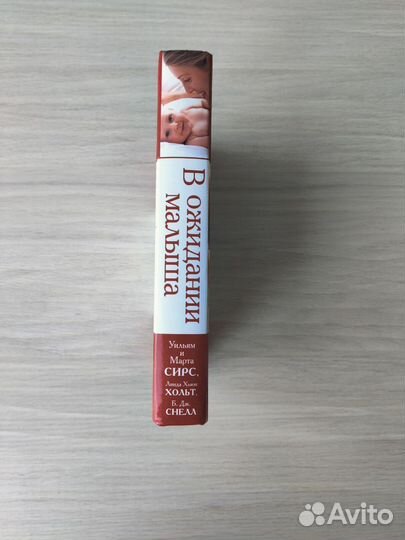 В ожидании
малыша
Уильям
и
Марта
СИРС,
Линда Хьюи
ХОЛЬТ,
Б. Дж.
СНЕЛЛ
Avito